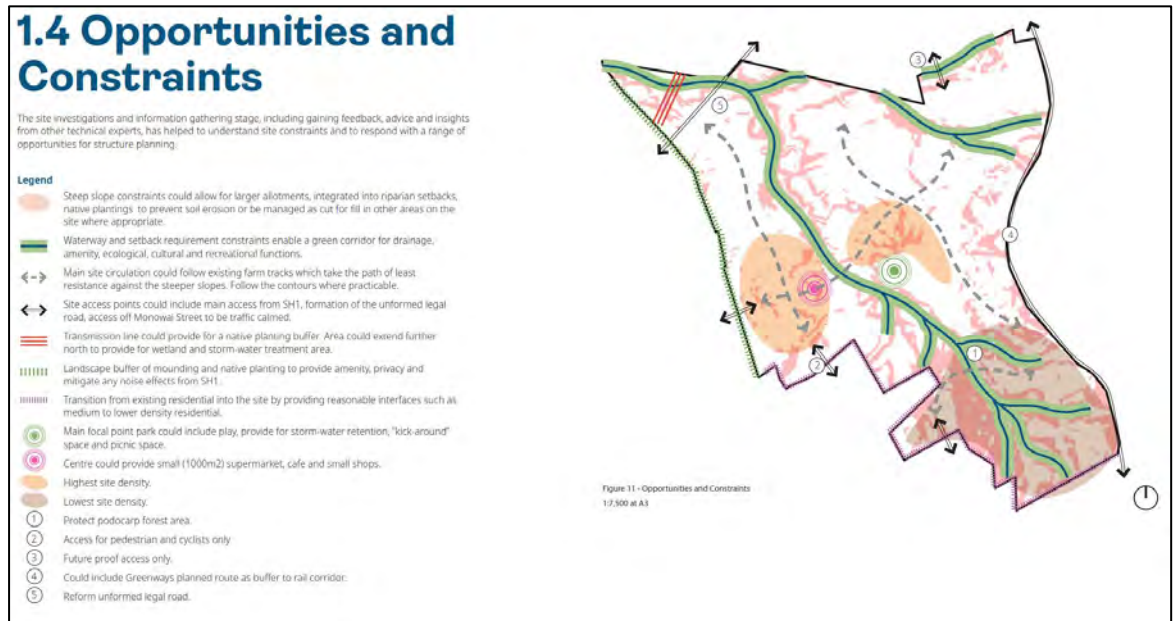 1.4 Opportunities and
Constraints
The site investigations and information gathering stage, including gaining feedback, advice and insights
from other technical experts, has helped to understand site constraints and to respond with a range of
opportunities for structure planning.
Legend
Steep slope constraints could allow for larger allotments, integrated into riparian setbacks,
native plantings to prevent soil erosion or be managed as cut for fill in other areas on the
site where appropriate.
Waterway and setback requirement constraints enable a green corridor for drainage,
amenity, ecological, cultural and recreational functions.
Main site circulation could follow existing farm tracks which take the path of least
resistance against the steeper slopes. Follow the contours where practicable.
Site access points could include main access from SH1, formation of the unformed legal
road, access off Monowai Street to be traffic calmed.
Transmission line could provide for a native planting buffer. Area could extend further
north to provide for wetland and storm-water treatment area.
Landscape buffer of mounding and native planting to provide amenity, privacy and
mitigate any noise effects from SH1.
Transition from existing residential into the site by providing reasonable interfaces such as
medium to lower density residential.
Main focal point park could include play, provide for storm-water retention, "kick-around"
space and picnic space.
Centre could provide small (1000m2) supermarket, cafe and small shops.
Highest site density.
Lowest site density.
1 Protect podocarp forest area.
2 Access for pedestrian and cyclists only
3 Future proof access only.
4 Could include Greenways planned route as buffer to rail corridor.
5 Reform unformed legal road.
3
5
4
1
2
Figure 11 - Opportunities and Constraints
1:7,500 at A3